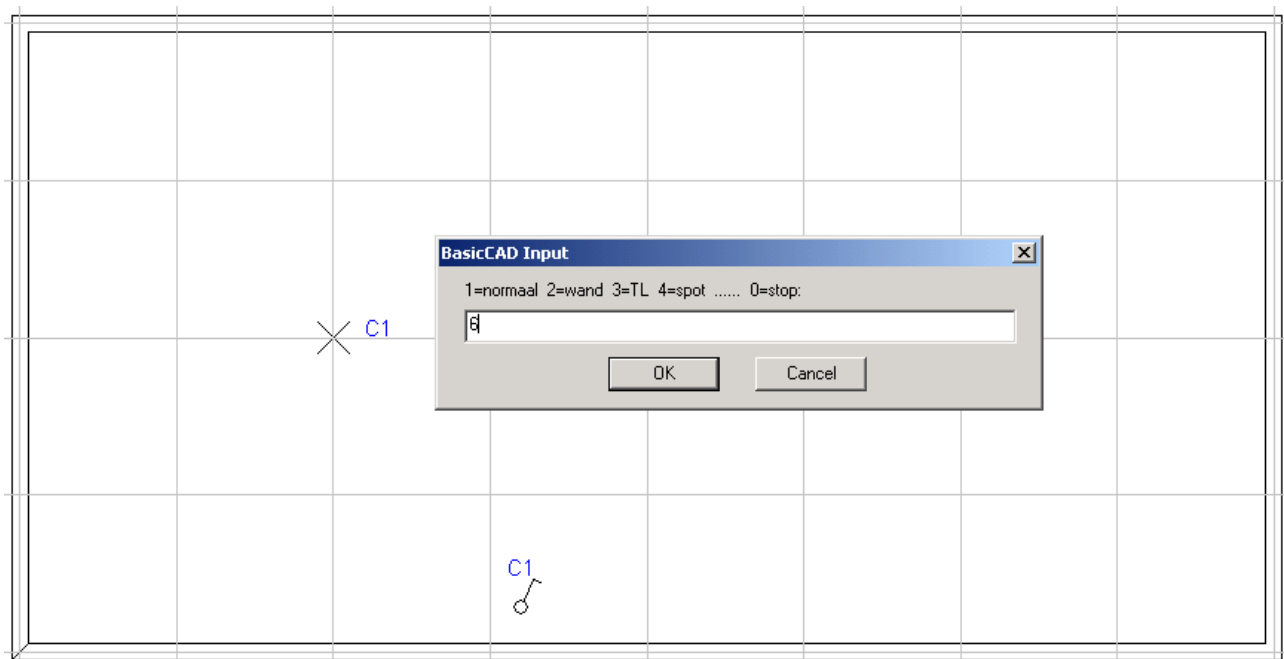 BasicCAD Input
1=normaal 2=wand 3=TL 4=spot ...... 0=stop:
6
OK Cancel
C1
C1